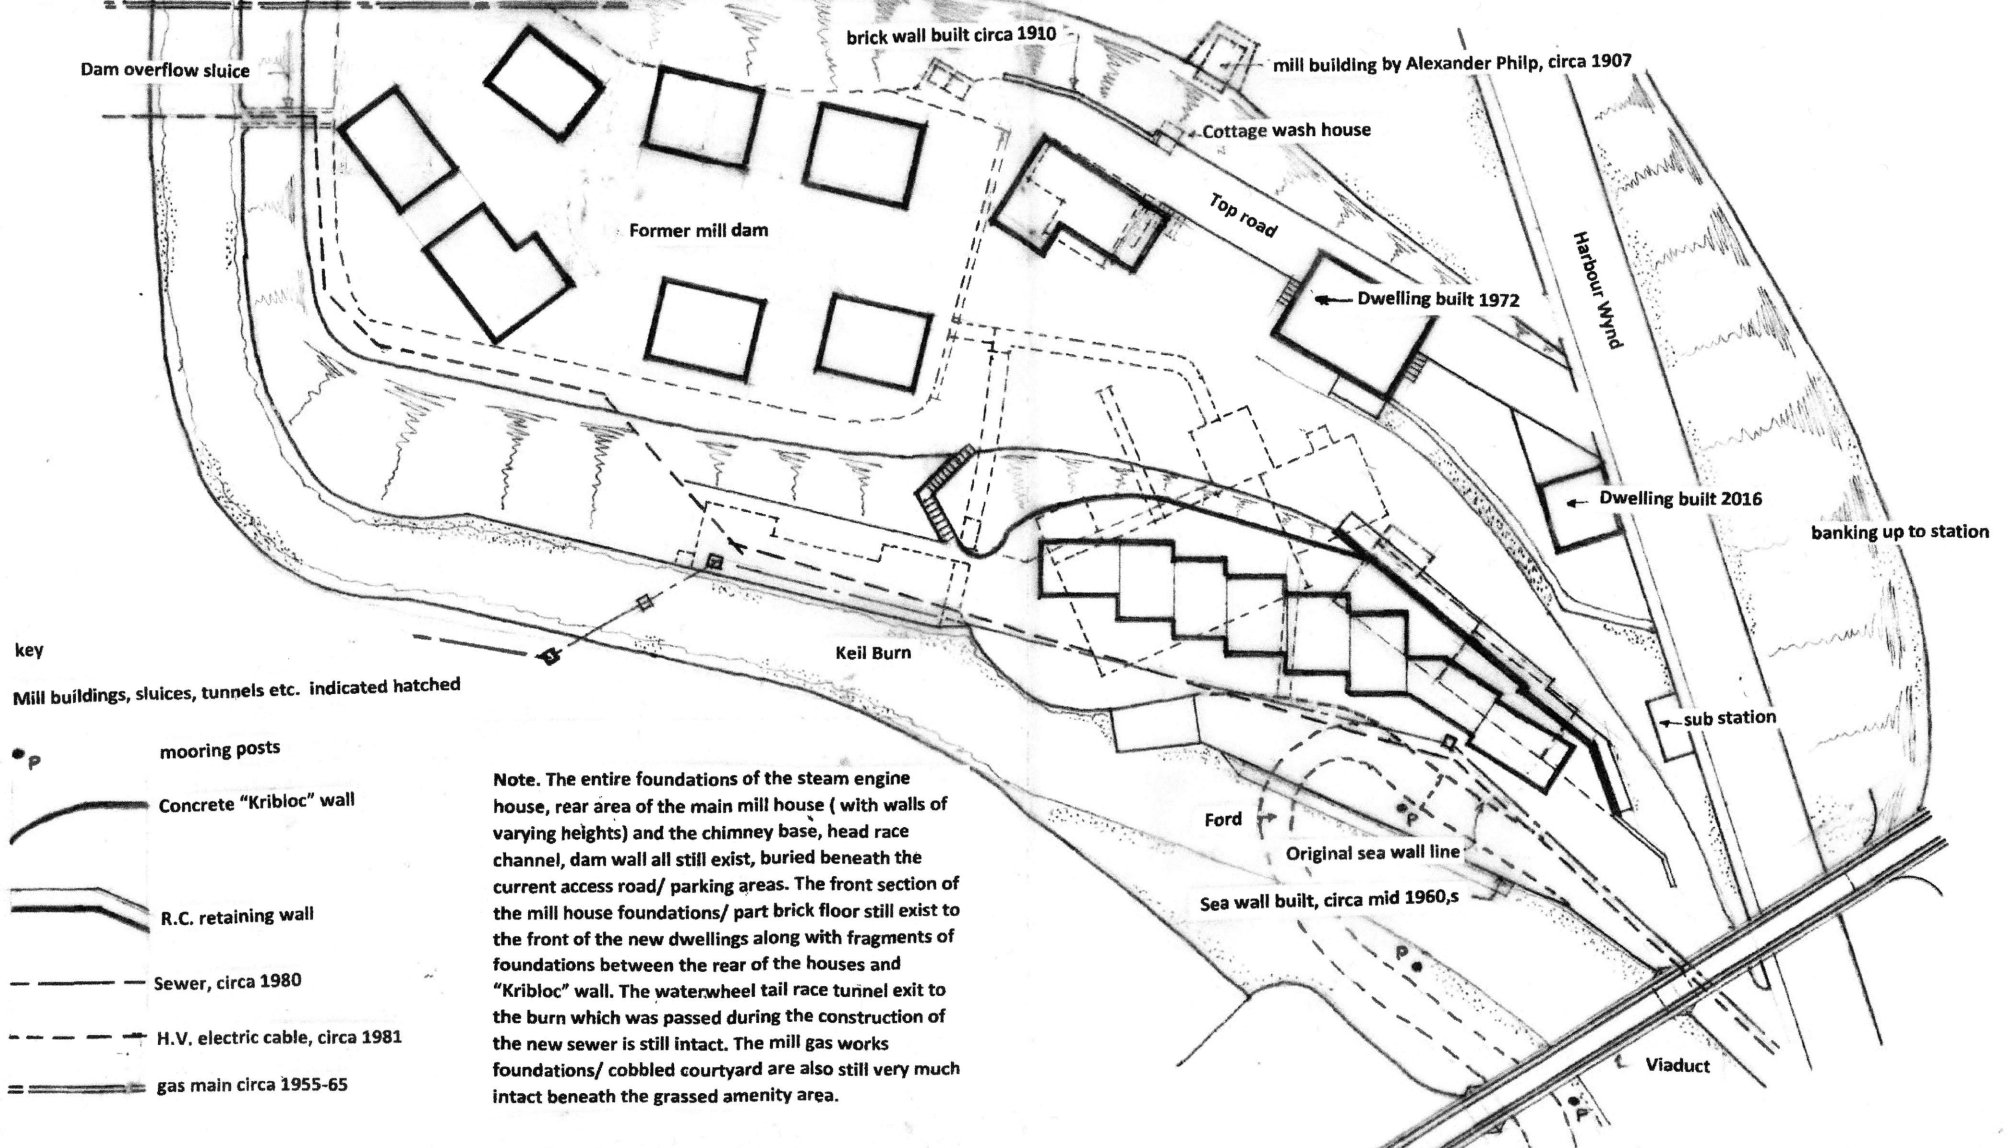 brick wall built circa 1910
mill building by Alexander Philp, circa 1907
Dam overflow sluice
Cottage wash house
Top road
Former mill dam
Harbour Wynd
Dwelling built 1972
Dwelling built 2016
banking up to station
key
Keil Burn
Mill buildings, sluices, tunnels etc. indicated hatched
sub station
P
mooring posts
Concrete “Kribloc” wall
R.C. retaining wall
Sewer, circa 1980
H.V. electric cable, circa 1981
gas main circa 1955-65
Note. The entire foundations of the steam engine
house, rear area of the main mill house ( with walls of
varying heights) and the chimney base, head race
channel, dam wall all still exist, buried beneath the
current access road/ parking areas. The front section of
the mill house foundations/ part brick floor still exist to
the front of the new dwellings along with fragments of
foundations between the rear of the houses and
“Kribloc” wall. The waterwheel tail race tunnel exit to
the burn which was passed during the construction of
the new sewer is still intact. The mill gas works
foundations/ cobbled courtyard are also still very much
intact beneath the grassed amenity area.
Ford
P
Original sea wall line
Sea wall built, circa mid 1960,s
P
Viaduct
P